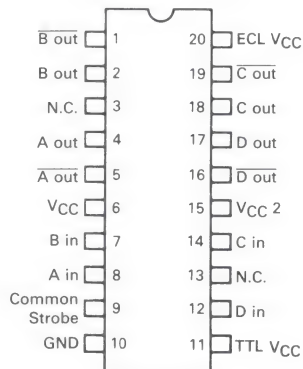 B out 1 20 ECL VCC
B out 2 19 C out
N.C. 3 18 C out
A out 4 17 D out
A out 5 16 D out
VCC 6 15 VCC 2
B in 7 14 C in
A in 8 13 N.C.
Common
Strobe 9 12 D in
GND 10 11 TTL VCC